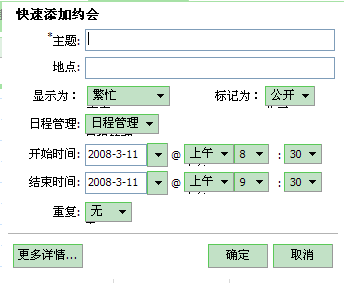 快速添加约会
*主题:
地点:
显示为: 繁忙 标记为: 公开
日程管理: 日程管理
开始时间: 2008-3-11 @ 上午 8 : 30
结束时间: 2008-3-11 @ 上午 9 : 30
重复: 无
更多详情... 确定 取消